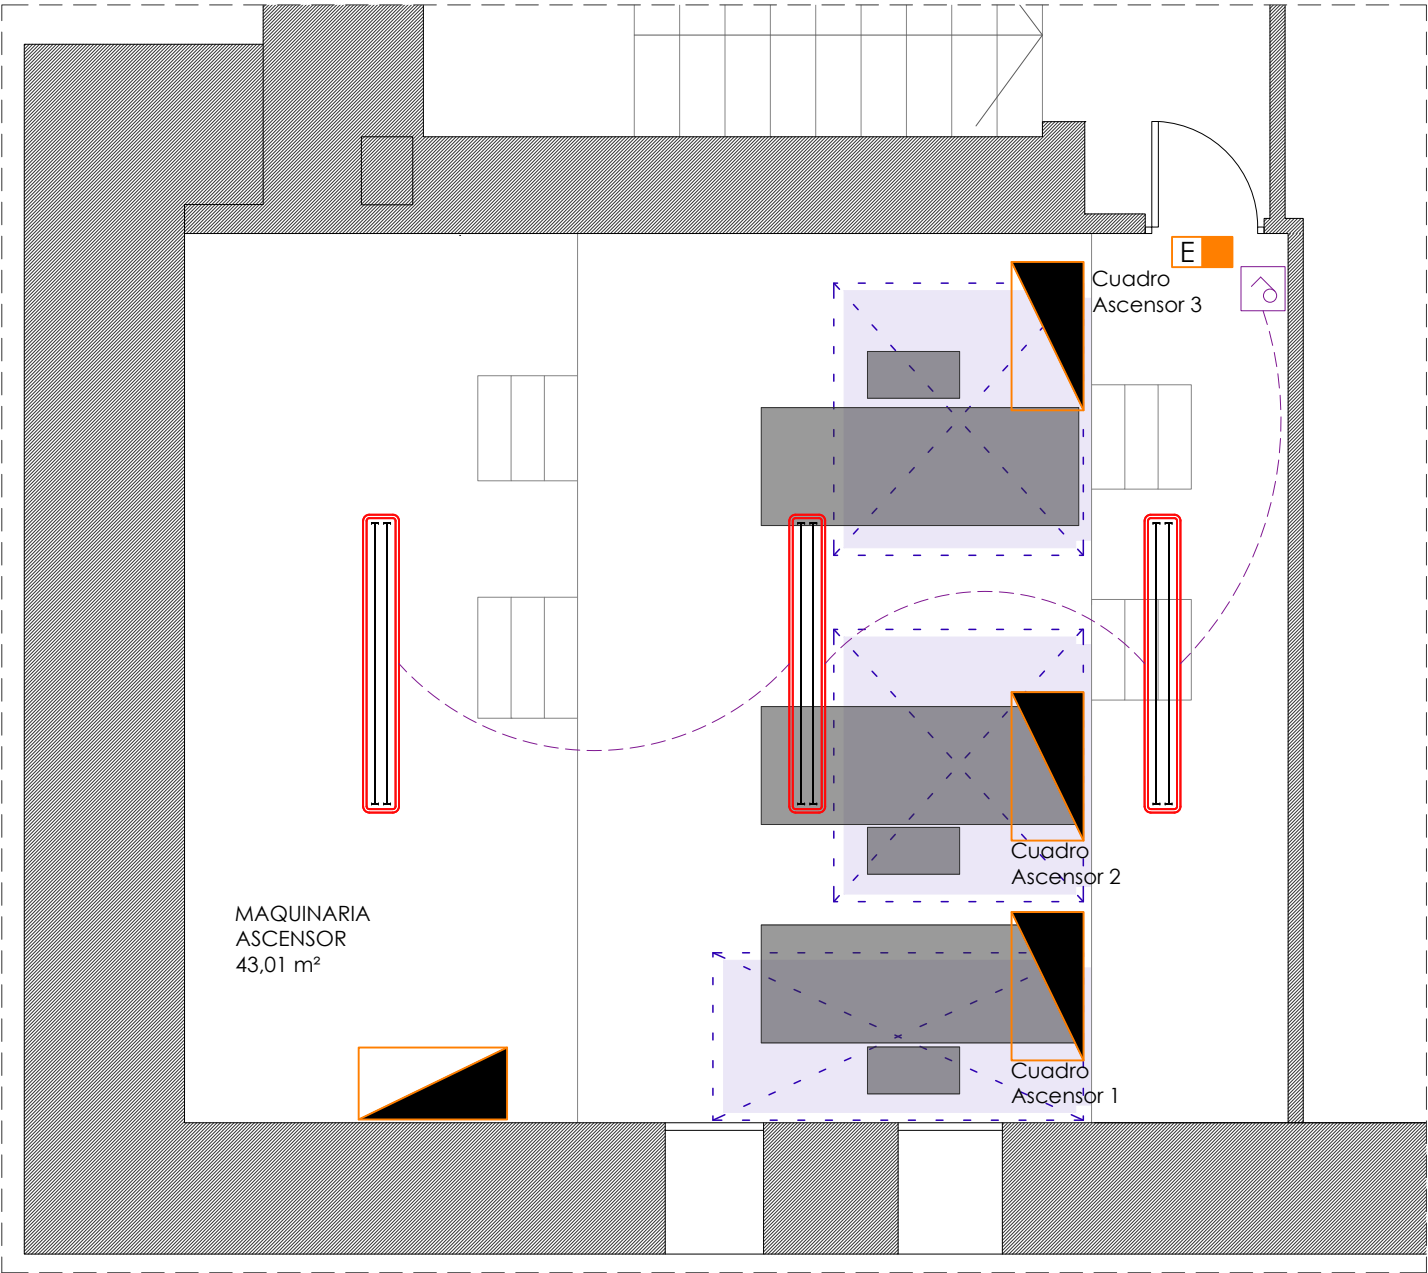 E
Cuadro
Ascensor 3
Cuadro
Ascensor 2
MAQUINARIA
ASCENSOR
43,01 m²
Cuadro
Ascensor 1